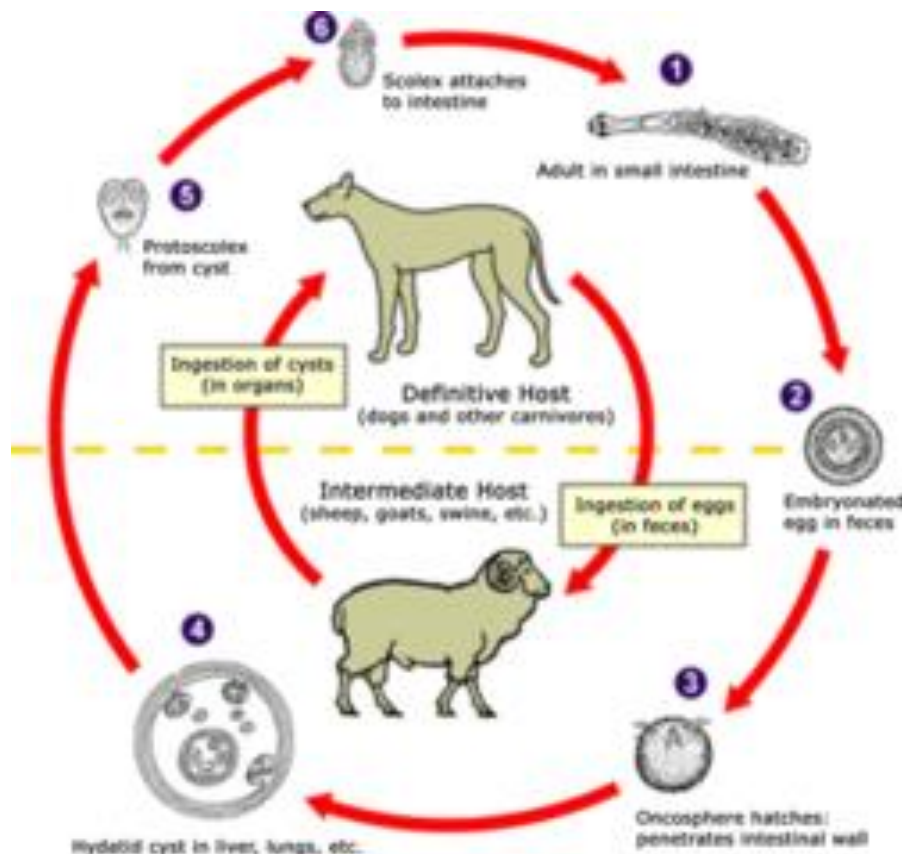 6
Scolex attaches
to intestine
1
Adult in small intestine
5
Protoscolex
from cyst
Ingestion of cysts
(in organs)
Definitive Host
(dogs and other carnivores)
2
Intermediate Host
(sheep, goats, swine, etc.)
Ingestion of eggs
(in feces)
Embryonated
egg in feces
4
3
Oncosphere hatches:
penetrates intestinal wall
Hydatid cyst in liver, lungs, etc.